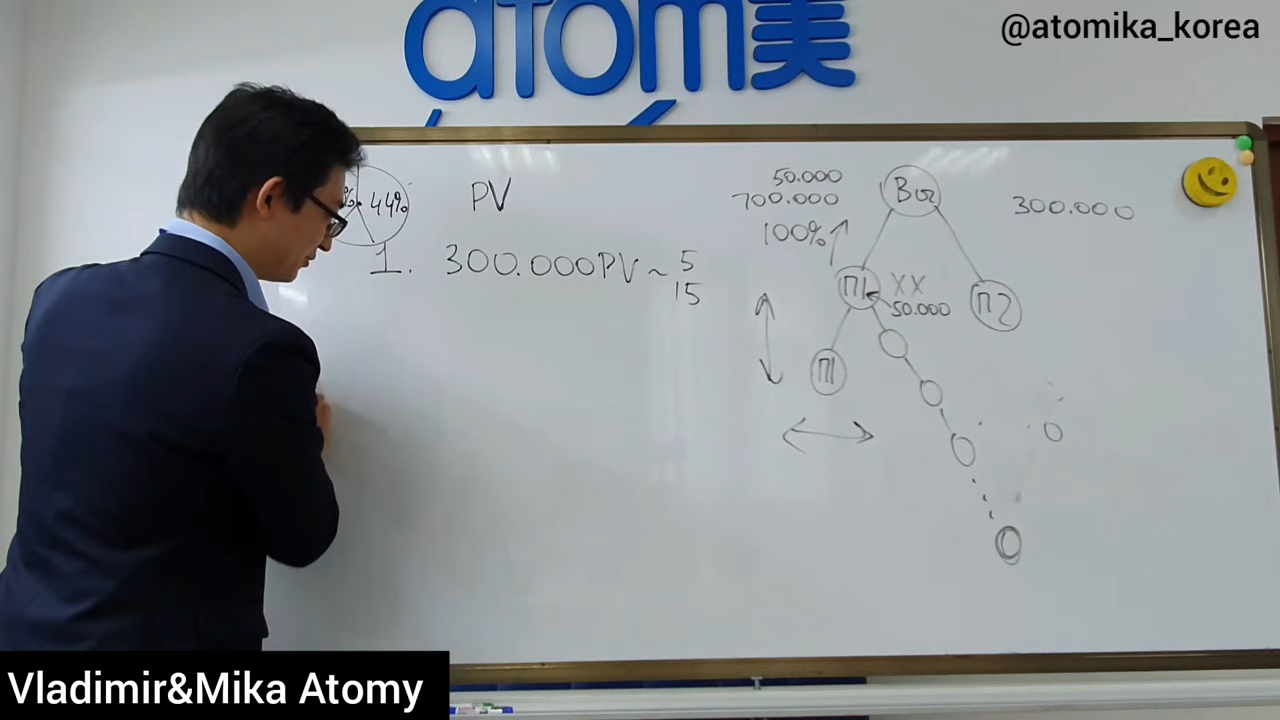 @atomika_korea
atom美
44%
PV
1. 300.000PV ~ 5
15
50.000
700.000
100%
Вы
300.000
П1
XX
50.000
П2
П1
Vladimir&Mika Atomy